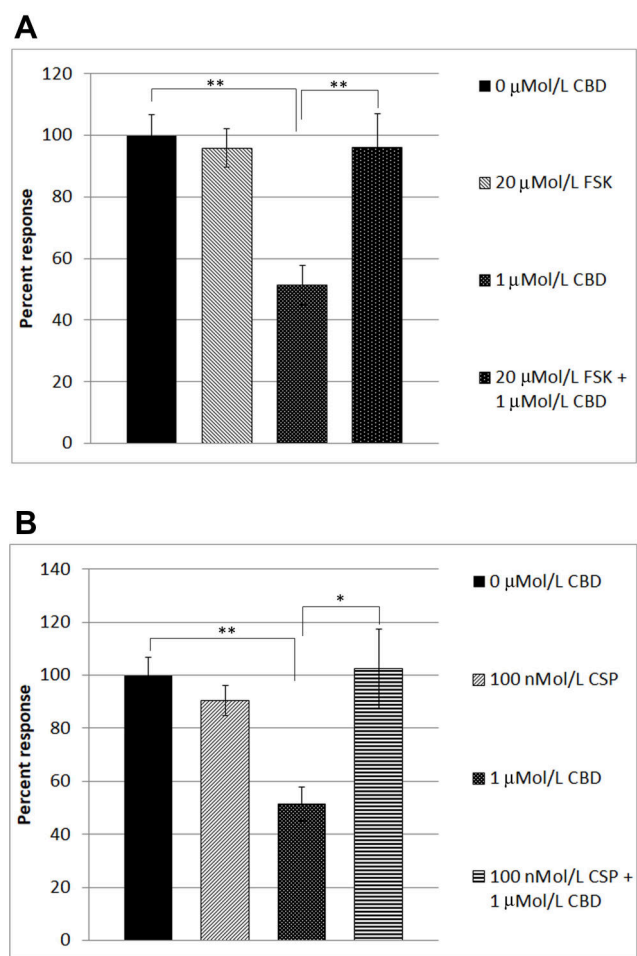 A
120
100
80
60
40
20
0
Percent response
**
**
0 μMol/L CBD
20 μMol/L FSK
1 μMol/L CBD
20 μMol/L FSK +
1 μMol/L CBD
B
140
120
100
80
60
40
20
0
Percent response
**
*
0 μMol/L CBD
100 nMol/L CSP
1 μMol/L CBD
100 nMol/L CSP +
1 μMol/L CBD